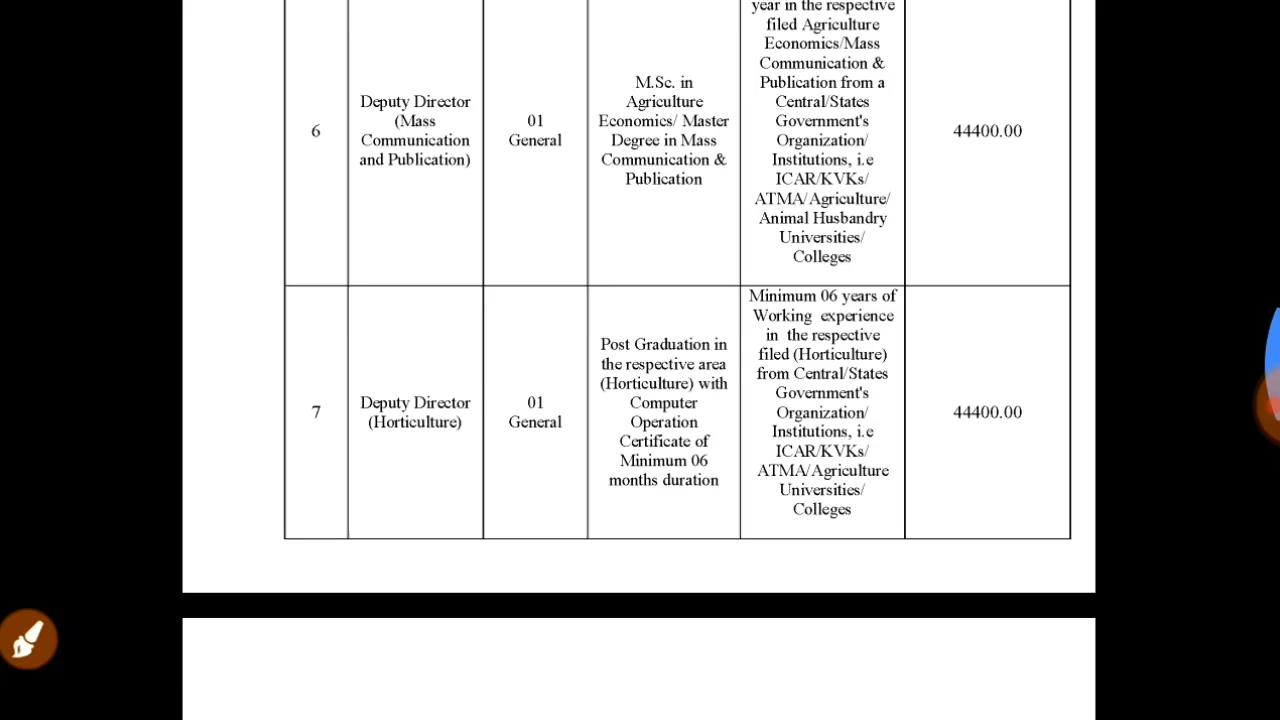 6
Deputy Director
(Mass
Communication
and Publication)
01
General
M.Sc. in
Agriculture
Economics/ Master
Degree in Mass
Communication &
Publication
year in the respective
filed Agriculture
Economics/Mass
Communication &
Publication from a
Central/States
Government's
Organization/
Institutions, i.e
ICAR/KVKs/
ATMA/Agriculture/
Animal Husbandry
Universities/
Colleges
44400.00
7
Deputy Director
(Horticulture)
01
General
Post Graduation in
the respective area
(Horticulture) with
Computer
Operation
Certificate of
Minimum 06
months duration
Minimum 06 years of
Working experience
in the respective
filed (Horticulture)
from Central/States
Government's
Organization/
Institutions, i.e
ICAR/KVKs/
ATMA/Agriculture
Universities/
Colleges
44400.00